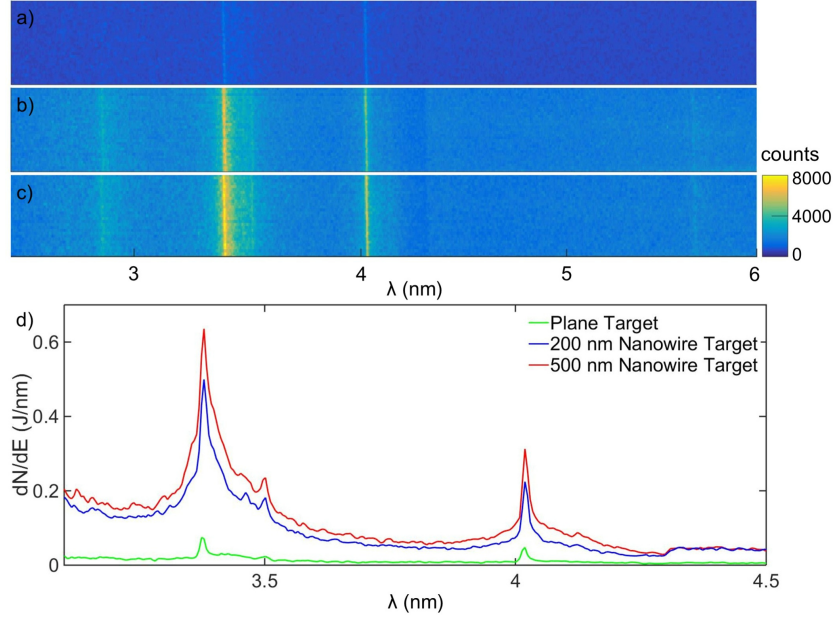 a)
b)
c)
counts
8000
4000
0
3 4 5 6
λ (nm)
d)
Plane Target
200 nm Nanowire Target
500 nm Nanowire Target
dN/dE (J/nm)
0.6
0.4
0.2
0
3.5 4 4.5
λ (nm)